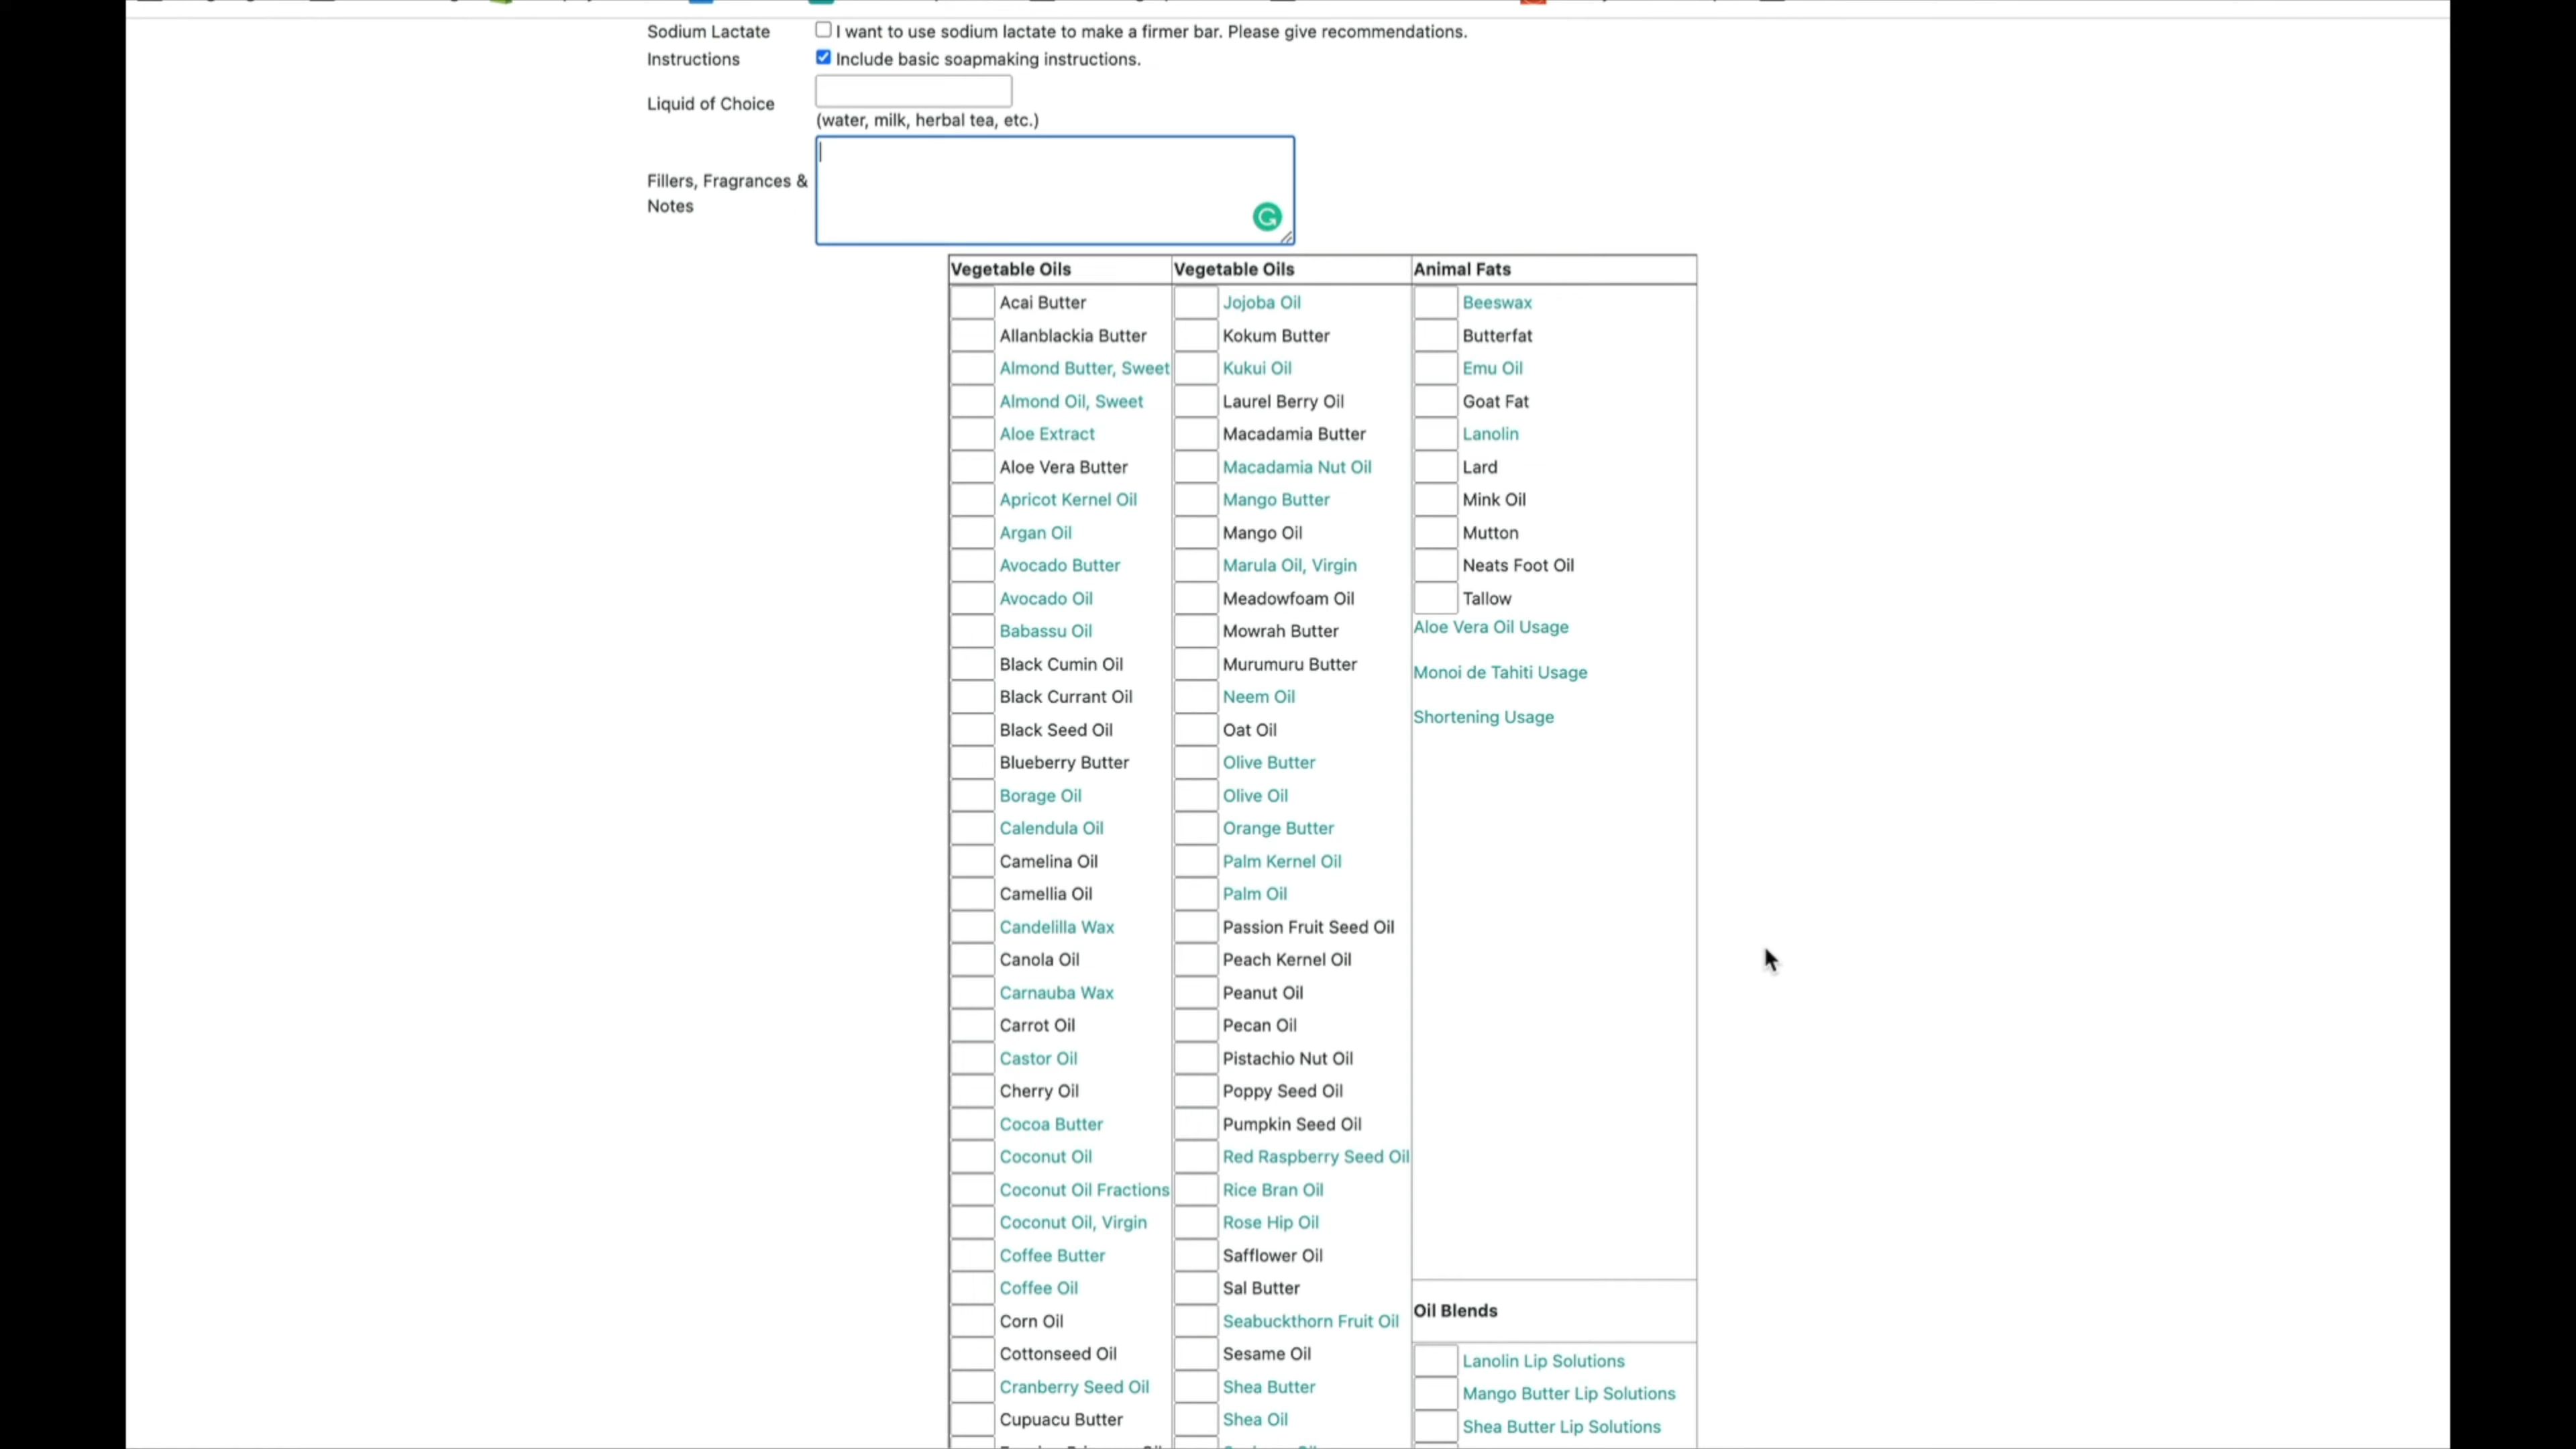 Sodium Lactate I want to use sodium lactate to make a firmer bar. Please give recommendations.
Instructions Include basic soapmaking instructions.
Liquid of Choice
(water, milk, herbal tea, etc.)
Fillers, Fragrances &
Notes
Vegetable Oils Vegetable Oils Animal Fats
Acai Butter Jojoba Oil Beeswax
Allanblackia Butter Kokum Butter Butterfat
Almond Butter, Sweet Kukui Oil Emu Oil
Almond Oil, Sweet Laurel Berry Oil Goat Fat
Aloe Extract Macadamia Butter Lanolin
Aloe Vera Butter Macadamia Nut Oil Lard
Apricot Kernel Oil Mango Butter Mink Oil
Argan Oil Mango Oil Mutton
Avocado Butter Marula Oil, Virgin Neats Foot Oil
Avocado Oil Meadowfoam Oil Tallow
Babassu Oil Mowrah Butter Aloe Vera Oil Usage
Black Cumin Oil Murumuru Butter Monoi de Tahiti Usage
Black Currant Oil Neem Oil
Black Seed Oil Oat Oil Shortening Usage
Blueberry Butter Olive Butter
Borage Oil Olive Oil
Calendula Oil Orange Butter
Camelina Oil Palm Kernel Oil
Camellia Oil Palm Oil
Candelilla Wax Passion Fruit Seed Oil
Canola Oil Peach Kernel Oil
Carnauba Wax Peanut Oil
Carrot Oil Pecan Oil
Castor Oil Pistachio Nut Oil
Cherry Oil Poppy Seed Oil
Cocoa Butter Pumpkin Seed Oil
Coconut Oil Red Raspberry Seed Oil
Coconut Oil Fractions Rice Bran Oil
Coconut Oil, Virgin Rose Hip Oil
Coffee Butter Safflower Oil
Coffee Oil Sal Butter
Corn Oil Seabuckthorn Fruit Oil Oil Blends
Cottonseed Oil Sesame Oil Lanolin Lip Solutions
Cranberry Seed Oil Shea Butter Mango Butter Lip Solutions
Cupuacu Butter Shea Oil Shea Butter Lip Solutions